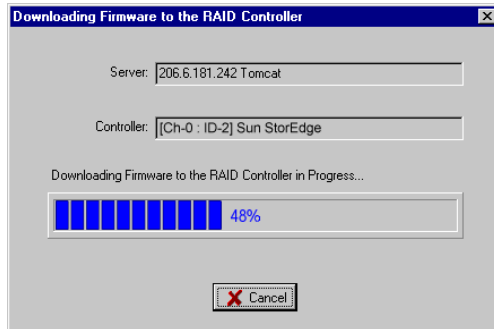 Downloading Firmware to the RAID Controller
Server: 206.6.181.242 Tomcat
Controller: [Ch-0 : ID-2] Sun StorEdge
Downloading Firmware to the RAID Controller in Progress...
48%
Cancel